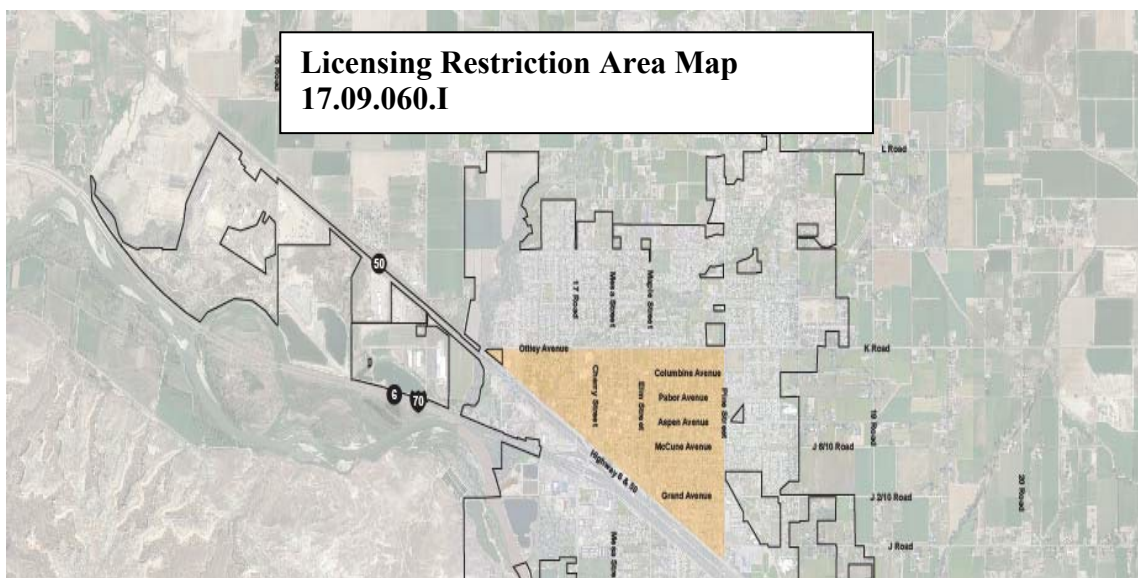 Licensing Restriction Area Map
17.09.060.I
L Road
50
17 Road
Mesa Street
Maple Street
Ottley Avenue
K Road
Cherry Street
Elm Street
Columbine Avenue
Pabor Avenue
Aspen Avenue
McCune Avenue
Pine Street
6
70
19 Road
J 6/10 Road
Highway 6 & 50
Grand Avenue
20 Road
J 2/10 Road
J Road